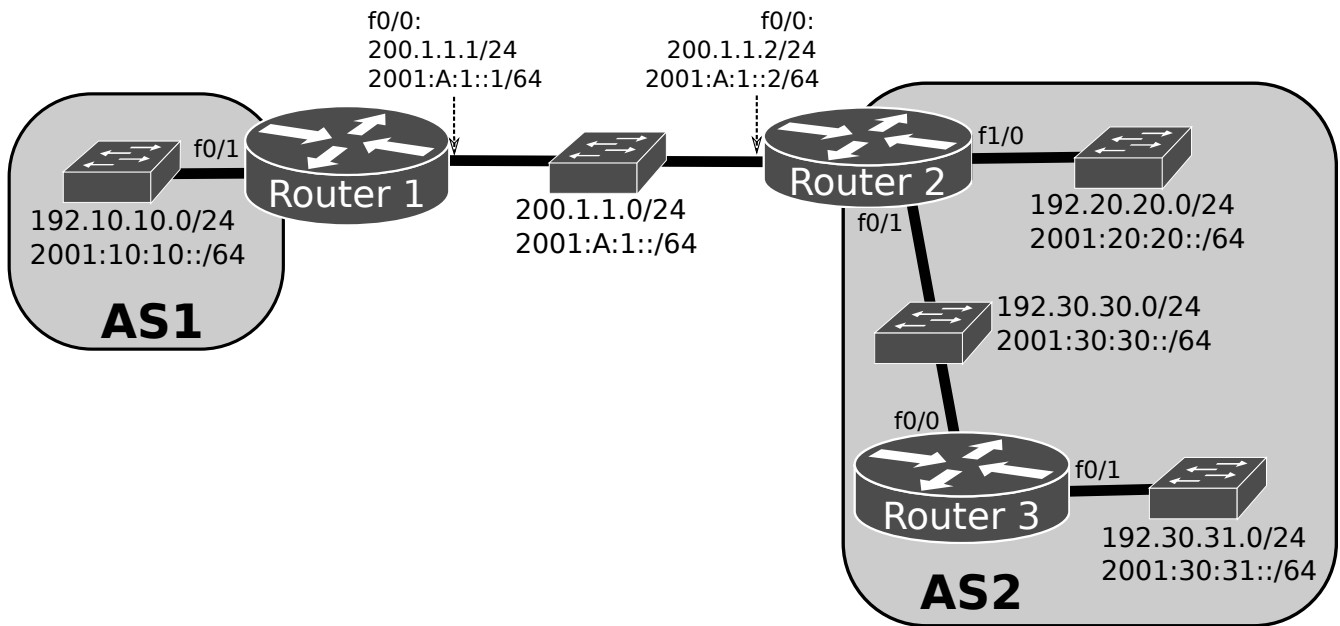 f0/0:
200.1.1.1/24
2001:A:1::1/64
f0/0:
200.1.1.2/24
2001:A:1::2/64
f0/1
Router 1
192.10.10.0/24
2001:10:10::/64
AS1
200.1.1.0/24
2001:A:1::/64
Router 2
f1/0
f0/1
192.20.20.0/24
2001:20:20::/64
192.30.30.0/24
2001:30:30::/64
f0/0
Router 3
f0/1
192.30.31.0/24
2001:30:31::/64
AS2